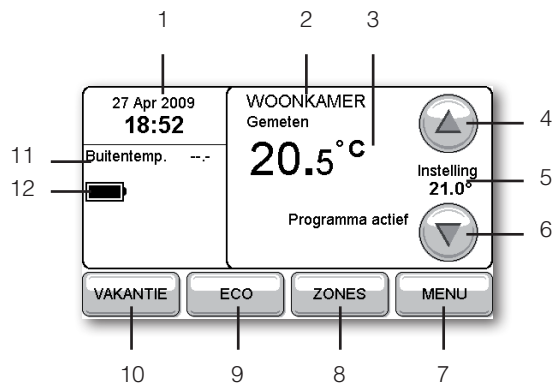 1
2
3
27 Apr 2009
18:52
WOONKAMER
Gemeten
20.5°C
4
11
Buitentemp. --.-
Instelling
21.0°
5
12
Programma actief
6
VAKANTIE
ECO
ZONES
MENU
10
9
8
7